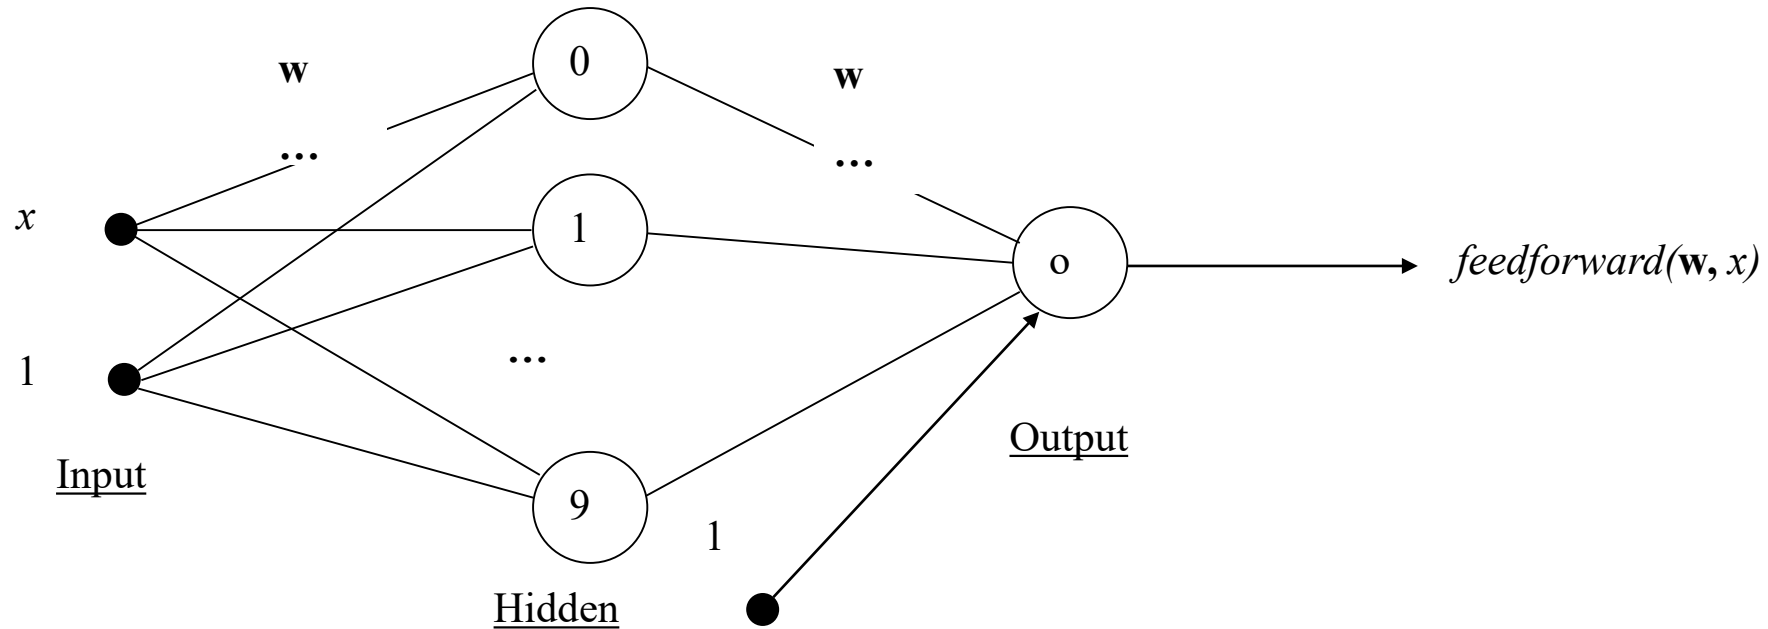 w
0
w
...
...
x
1
o
feedforward(w, x)
1
...
Output
Input
9
1
Hidden